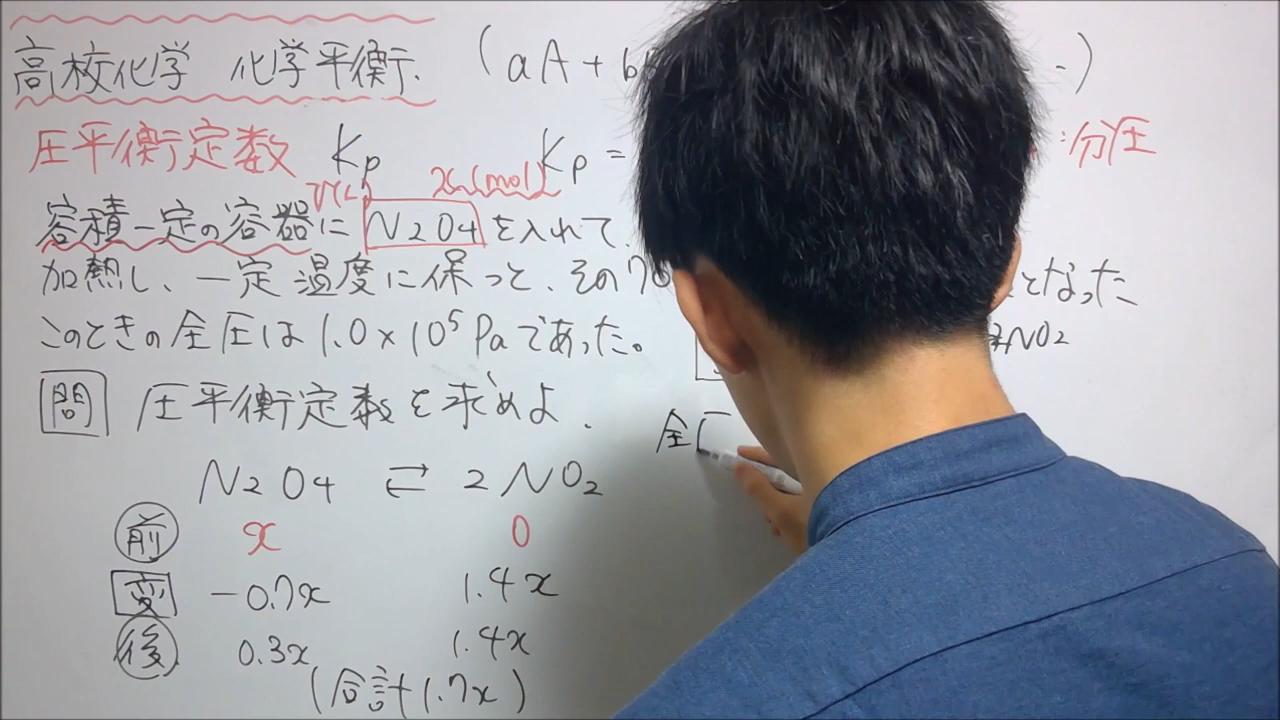 高校化学 化学平衡. (aA + b -)
圧平衡定数 Kp Kp = :分圧
V(L) x (mol)
容積一定の容器に N2O4 を入れて、
加熱し、一定温度に保つと、その70 となった
このときの全圧は 1.0×10⁵ Paであった。 NO2
問 圧平衡定数を求めよ.
全
N2O4 ⇄ 2NO2
前 x 0
変 -0.7x 1.4x
後 0.3x 1.4x
(合計 1.7x)